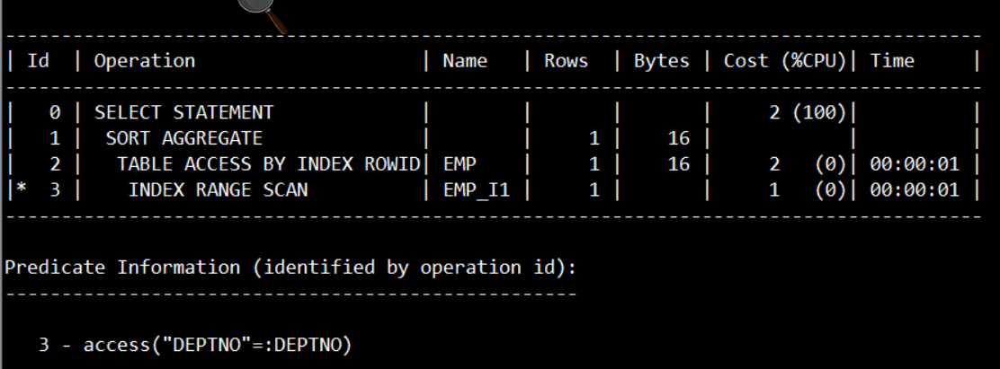 -------------------------------------------------------------------------------------
| Id  | Operation                    | Name   | Rows  | Bytes | Cost (%CPU)| Time     |
-------------------------------------------------------------------------------------
|   0 | SELECT STATEMENT             |        |       |       |     2 (100)|          |
|   1 |  SORT AGGREGATE              |        |     1 |    16 |            |          |
|   2 |   TABLE ACCESS BY INDEX ROWID| EMP    |     1 |    16 |     2   (0)| 00:00:01 |
|*  3 |    INDEX RANGE SCAN          | EMP_I1 |     1 |       |     1   (0)| 00:00:01 |
-------------------------------------------------------------------------------------
Predicate Information (identified by operation id):
---------------------------------------------------
   3 - access("DEPTNO"=:DEPTNO)